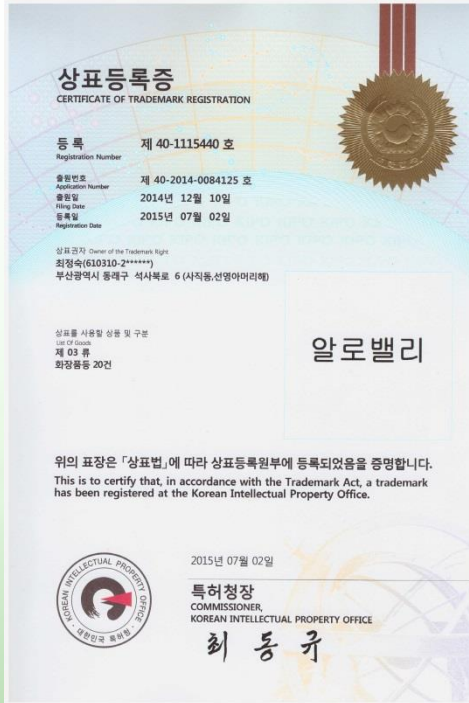 상표등록증
CERTIFICATE OF TRADEMARK REGISTRATION
등록 제 40-1115440 호
Registration Number
출원번호 제 40-2014-0084125 호
Application Number
출원일 2014년 12월 10일
Filing Date
등록일 2015년 07월 02일
Registration Date
상표권자 Owner of the Trademark Right
최정숙(610310-2******)
부산광역시 동래구 석사북로 6 (사직동,선영아머리해)
상표를 사용할 상품 및 구분
List Of Goods
제 03 류
화장품등 20건
알로밸리
위의 표장은 「상표법」에 따라 상표등록원부에 등록되었음을 증명합니다.
This is to certify that, in accordance with the Trademark Act, a trademark
has been registered at the Korean Intellectual Property Office.
2015년 07월 02일
특허청장
COMMISSIONER,
KOREAN INTELLECTUAL PROPERTY OFFICE
최동규
KOREAN INTELLECTUAL PROPERTY OFFICE
대한민국 특허청